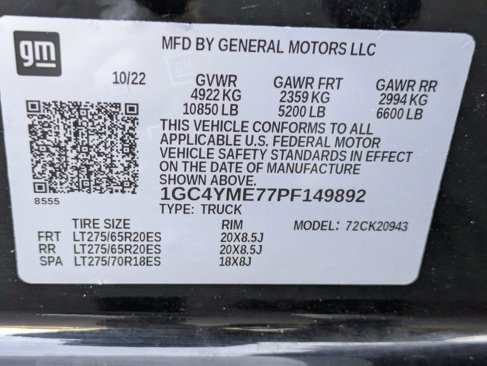 gm
MFD BY GENERAL MOTORS LLC
10/22 GVWR GAWR FRT GAWR RR
4922 KG 2359 KG 2994 KG
10850 LB 5200 LB 6600 LB
THIS VEHICLE CONFORMS TO ALL
APPLICABLE U.S. FEDERAL MOTOR
VEHICLE SAFETY STANDARDS IN EFFECT
ON THE DATE OF MANUFACTURE
SHOWN ABOVE.
8555
1GC4YME77PF149892
TYPE: TRUCK
TIRE SIZE RIM MODEL: 72CK20943
FRT LT275/65R20ES 20X8.5J
RR LT275/65R20ES 20X8.5J
SPA LT275/70R18ES 18X8J